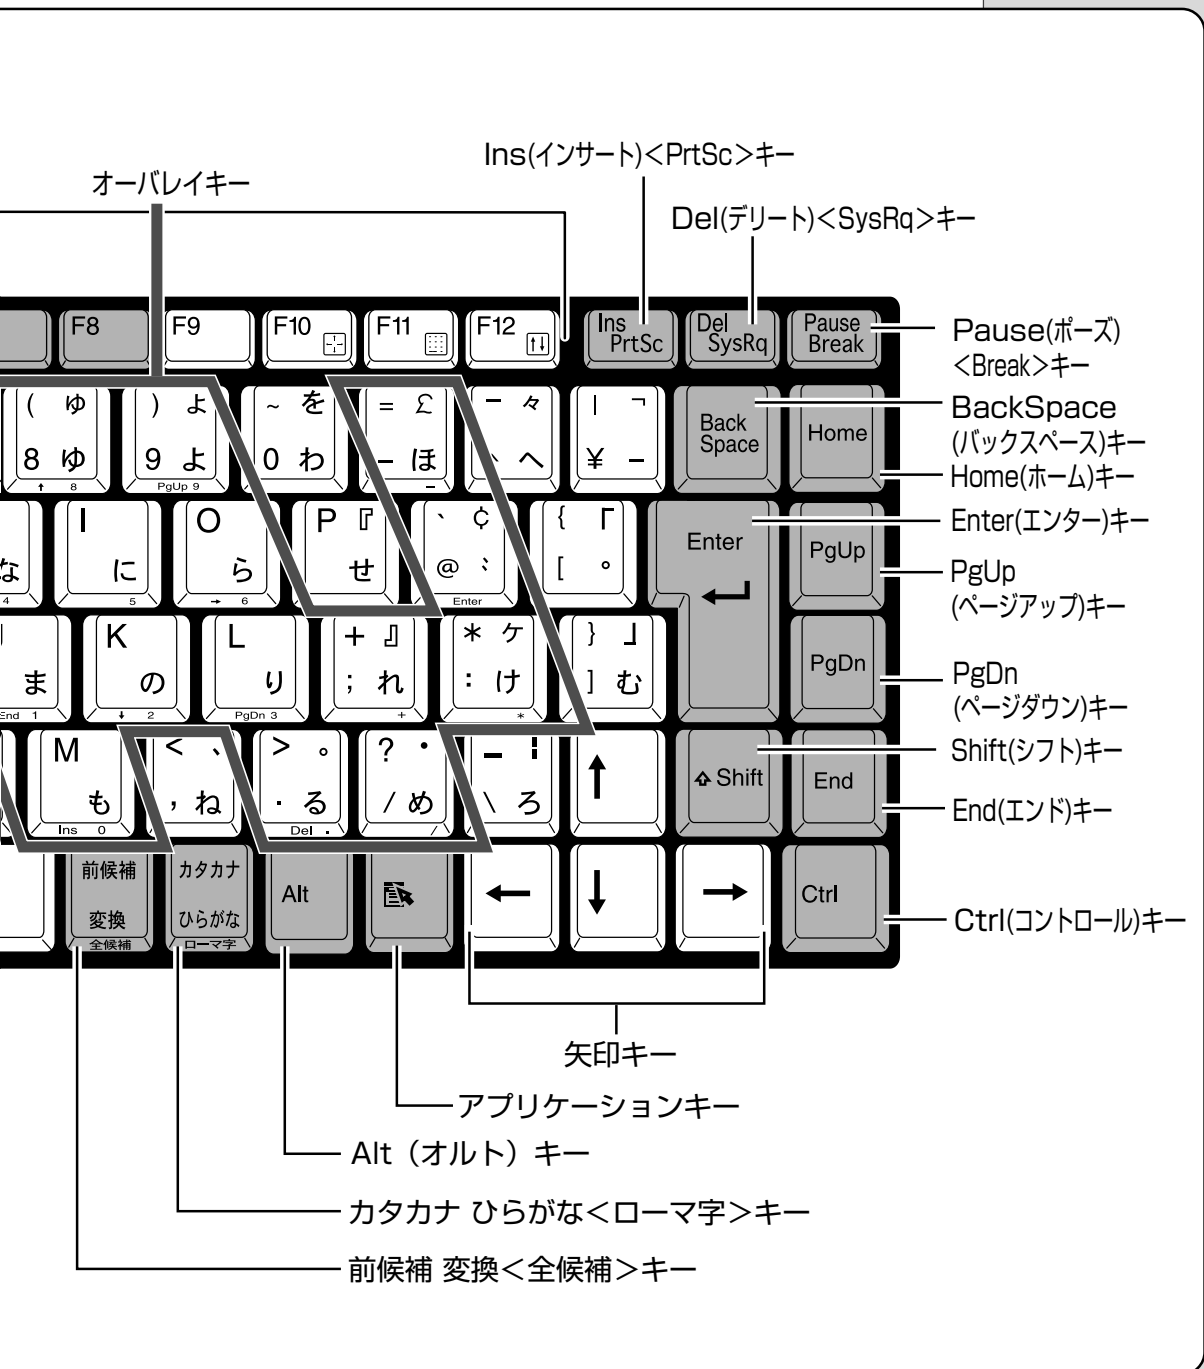 Ins(インサート)<PrtSc>キー
オーバレイキー
Del(デリート)<SysRq>キー
F8
F9
F10
F11
F12
Ins
PrtSc
Del
SysRq
Pause
Break
Pause(ポーズ)
<Break>キー
( ゆ
8 ゆ
↑ 8
) よ
9 よ
PgUp 9
~ を
0 わ
= £
- ほ
-
― 々
へ
| ¬
¥ ー
Back
Space
Home
BackSpace
(バックスペース)キー
Home(ホーム)キー
な
4
I
に
5
O
ら
→ 6
P 『
せ
` ¢
@ ゛
Enter
{ 「
[ °
Enter
PgUp
Enter(エンター)キー
PgUp
(ページアップ)キー
ま
End 1
K
の
↓ 2
L
り
PgDn 3
+ 』
; れ
+
* ケ
: け
*
} 」
] む
PgDn
PgDn
(ページダウン)キー
M
も
Ins 0
< 、
, ね
> 。
. る
Del .
? ・
/ め
/
_
\ ろ
↑
Shift
End
Shift(シフト)キー
End(エンド)キー
前候補
変換
全候補
カタカナ
ひらがな
ローマ字
Alt
←
↓
→
Ctrl
Ctrl(コントロール)キー
矢印キー
アプリケーションキー
Alt（オルト）キー
カタカナ ひらがな<ローマ字>キー
前候補 変換<全候補>キー